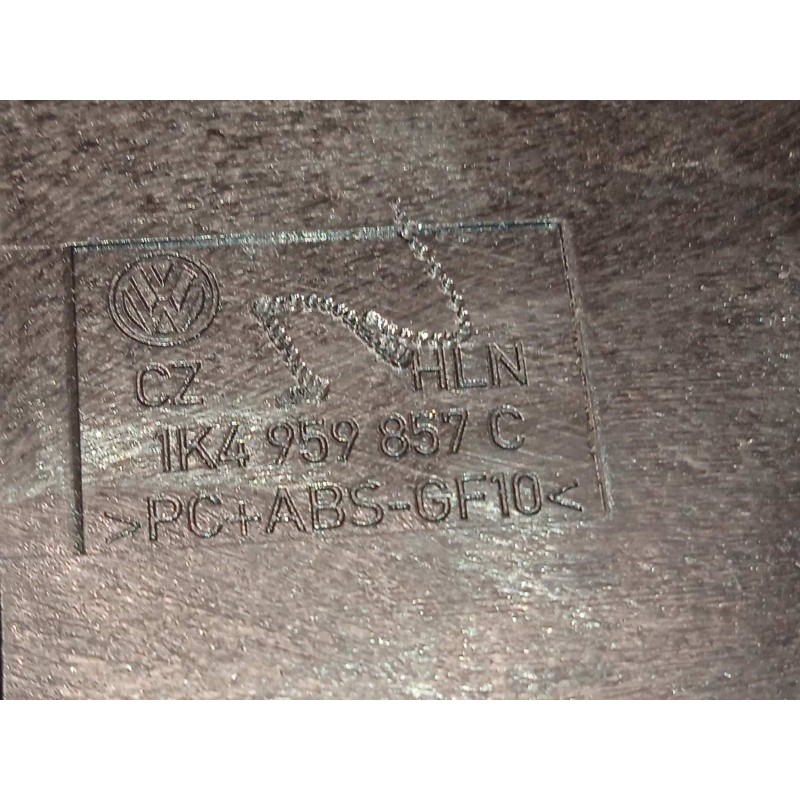 CZ HLN
1K4 959 857 C
>PC+ABS-GF10<